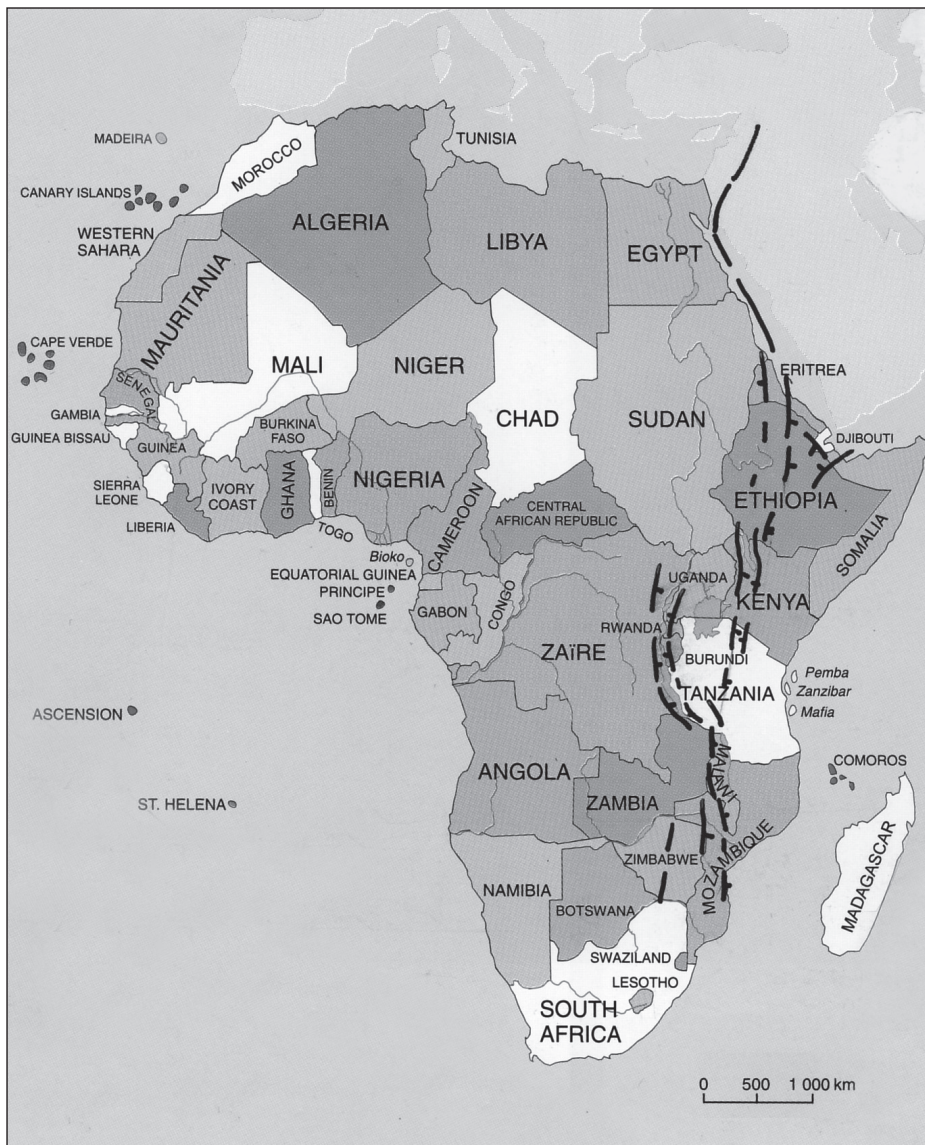 MADEIRA
TUNISIA
MOROCCO
CANARY ISLANDS
ALGERIA
WESTERN
SAHARA
LIBYA
EGYPT
MAURITANIA
CAPE VERDE
MALI
NIGER
ERITREA
SENEGAL
CHAD
SUDAN
GAMBIA
BURKINA
FASO
DJIBOUTI
GUINEA BISSAU
GUINEA
NIGERIA
SIERRA
LEONE
IVORY
COAST
GHANA
BENIN
ETHIOPIA
CENTRAL
AFRICAN REPUBLIC
LIBERIA
TOGO
CAMEROON
SOMALIA
Bioko
EQUATORIAL GUINEA
UGANDA
PRINCIPE
KENYA
SAO TOME
GABON
CONGO
RWANDA
ZAïRE
BURUNDI
Pemba
TANZANIA
Zanzibar
Mafia
ASCENSION
MALAWI
COMOROS
ANGOLA
ZAMBIA
ST. HELENA
MOZAMBIQUE
ZIMBABWE
MADAGASCAR
NAMIBIA
BOTSWANA
SWAZILAND
LESOTHO
SOUTH
AFRICA
0 500 1 000 km